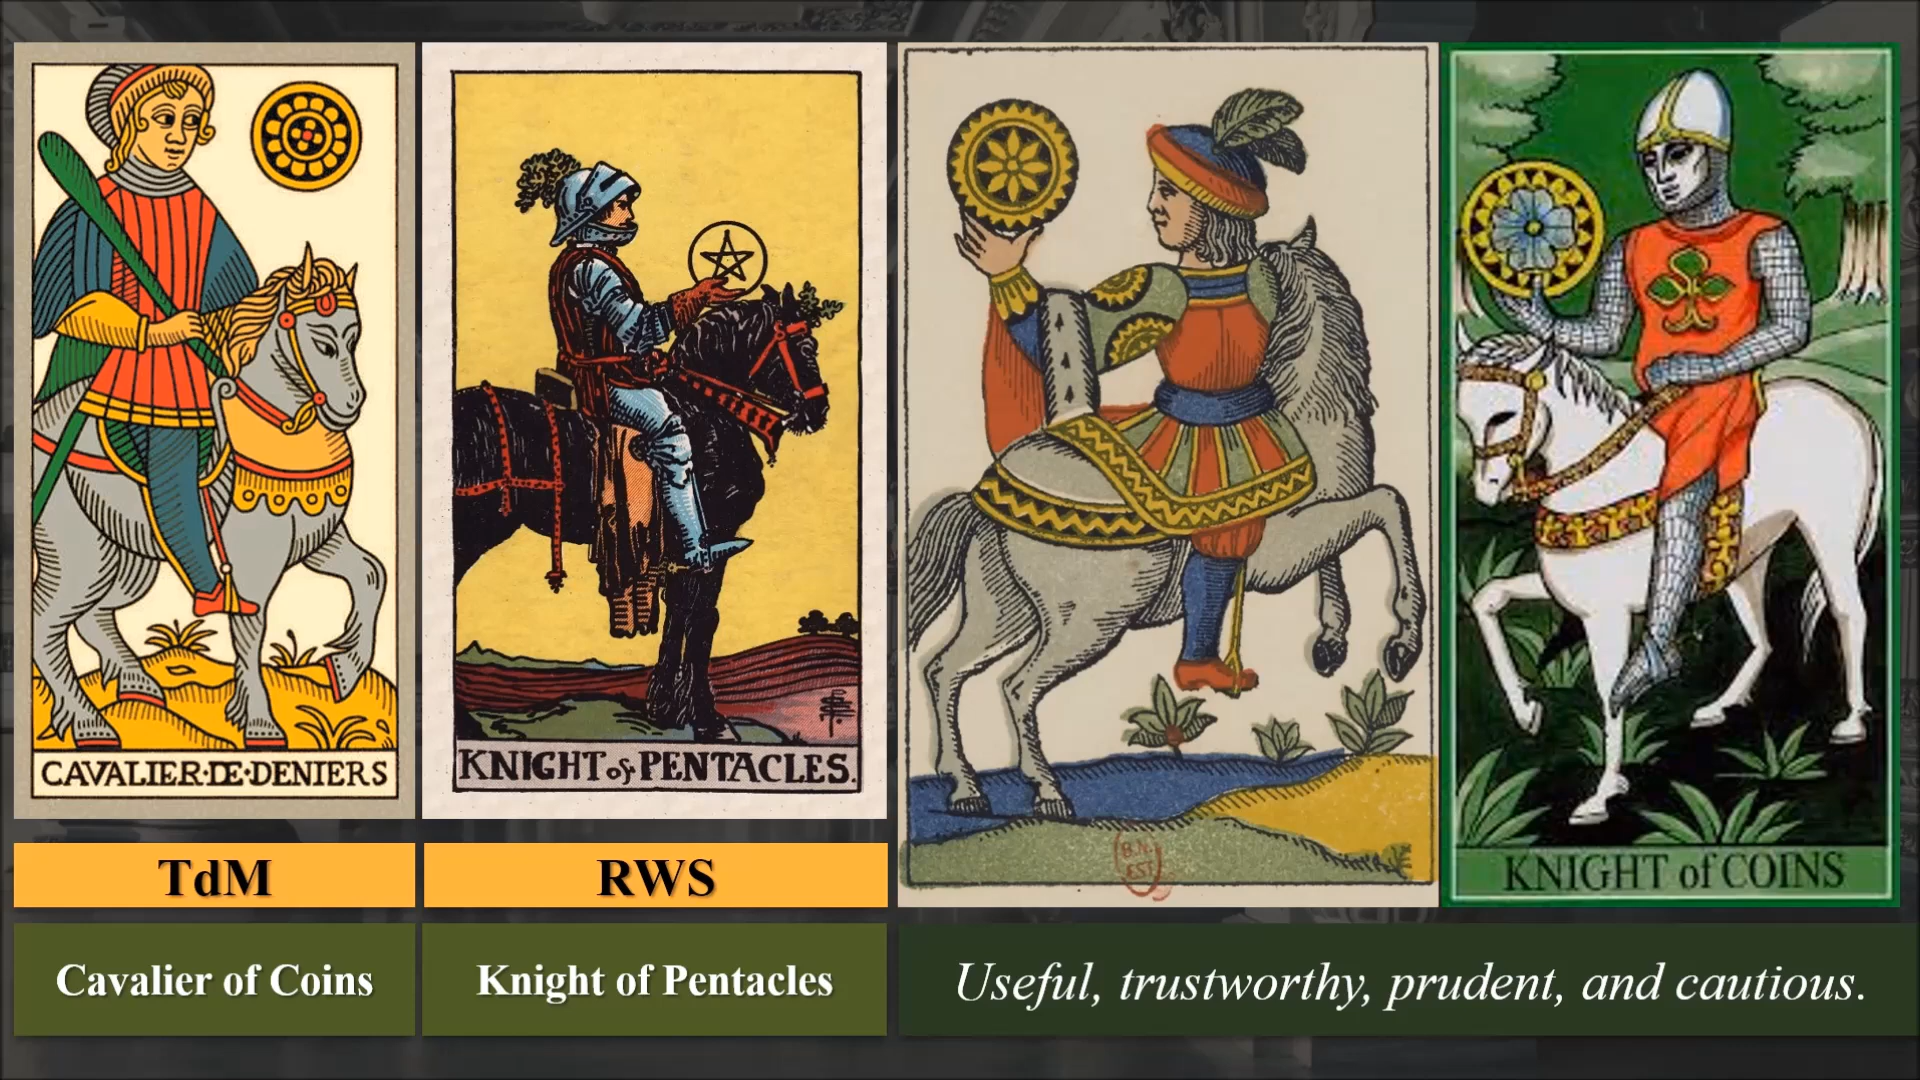 CAVALIER·DE·DENIERS
KNIGHT of PENTACLES.
B.N.
EST
KNIGHT of COINS
TdM
RWS
Cavalier of Coins
Knight of Pentacles
Useful, trustworthy, prudent, and cautious.